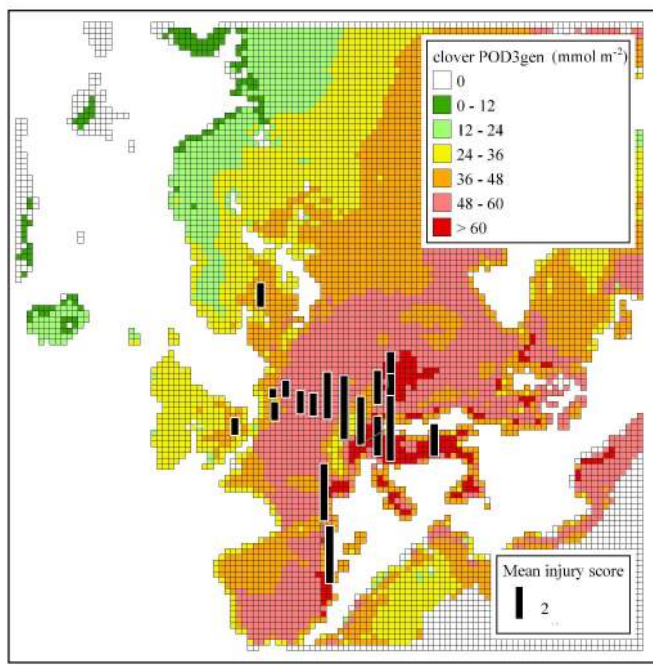 clover POD3gen (mmol m⁻²)
0
0 - 12
12 - 24
24 - 36
36 - 48
48 - 60
> 60
Mean injury score
2